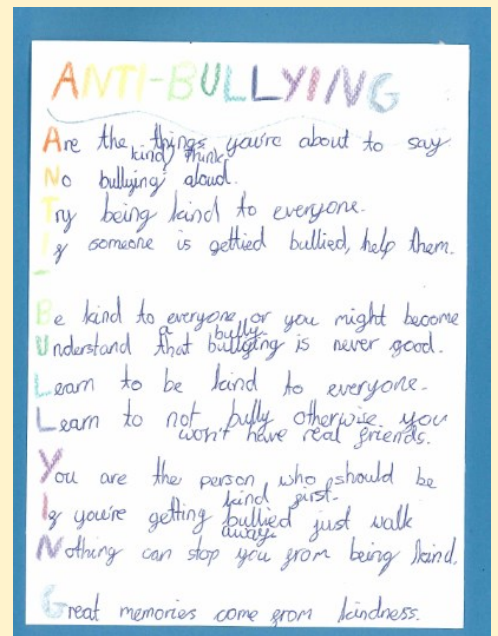 ANTI-BULLYING
Are the things you're about to say
kind, think
No bullying aloud.
Try being kind to everyone.
If someone is gettied bullied, help them.
-
Be kind to everyone or you might become
a bully.
Understand that bullying is never good.
Learn to be kind to everyone.
Learn to not bully otherwise you
won't have real friends.
You are the person who should be
kind first.
If you're getting bullied just walk
away.
Nothing can stop you from being kind.
Great memories come from kindness.